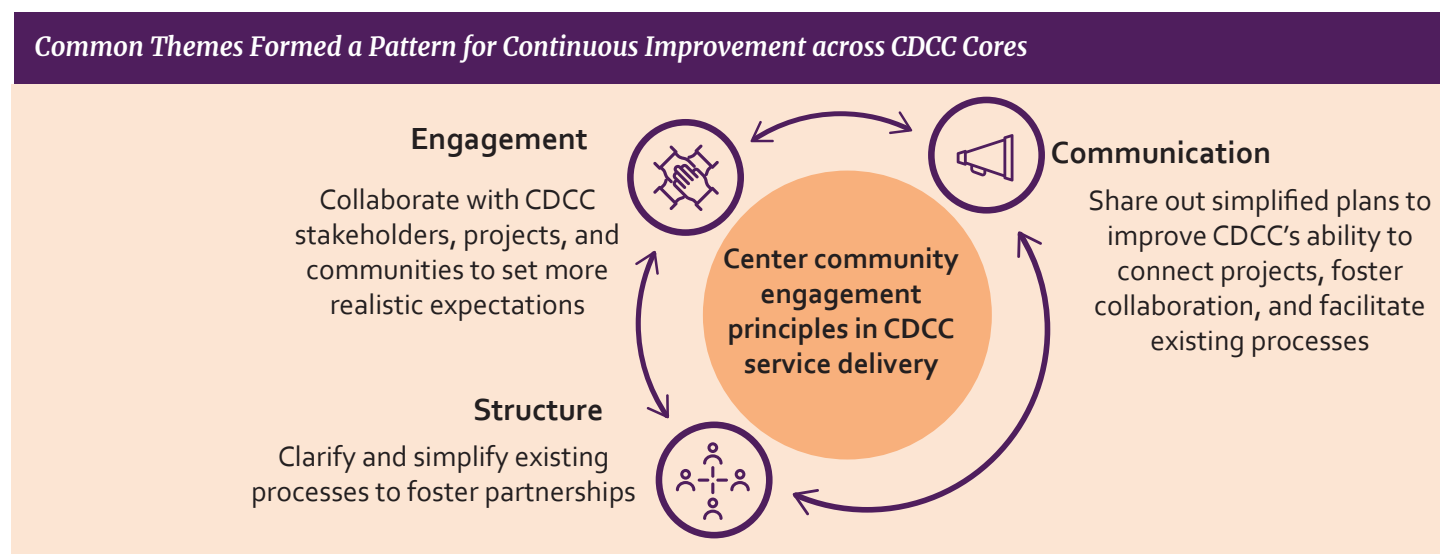 Common Themes Formed a Pattern for Continuous Improvement across CDCC Cores
Engagement
Collaborate with CDCC
stakeholders, projects, and
communities to set more
realistic expectations
Communication
Share out simplified plans to
improve CDCC’s ability to
connect projects, foster
collaboration, and facilitate
existing processes
Center community
engagement
principles in CDCC
service delivery
Structure
Clarify and simplify existing
processes to foster partnerships